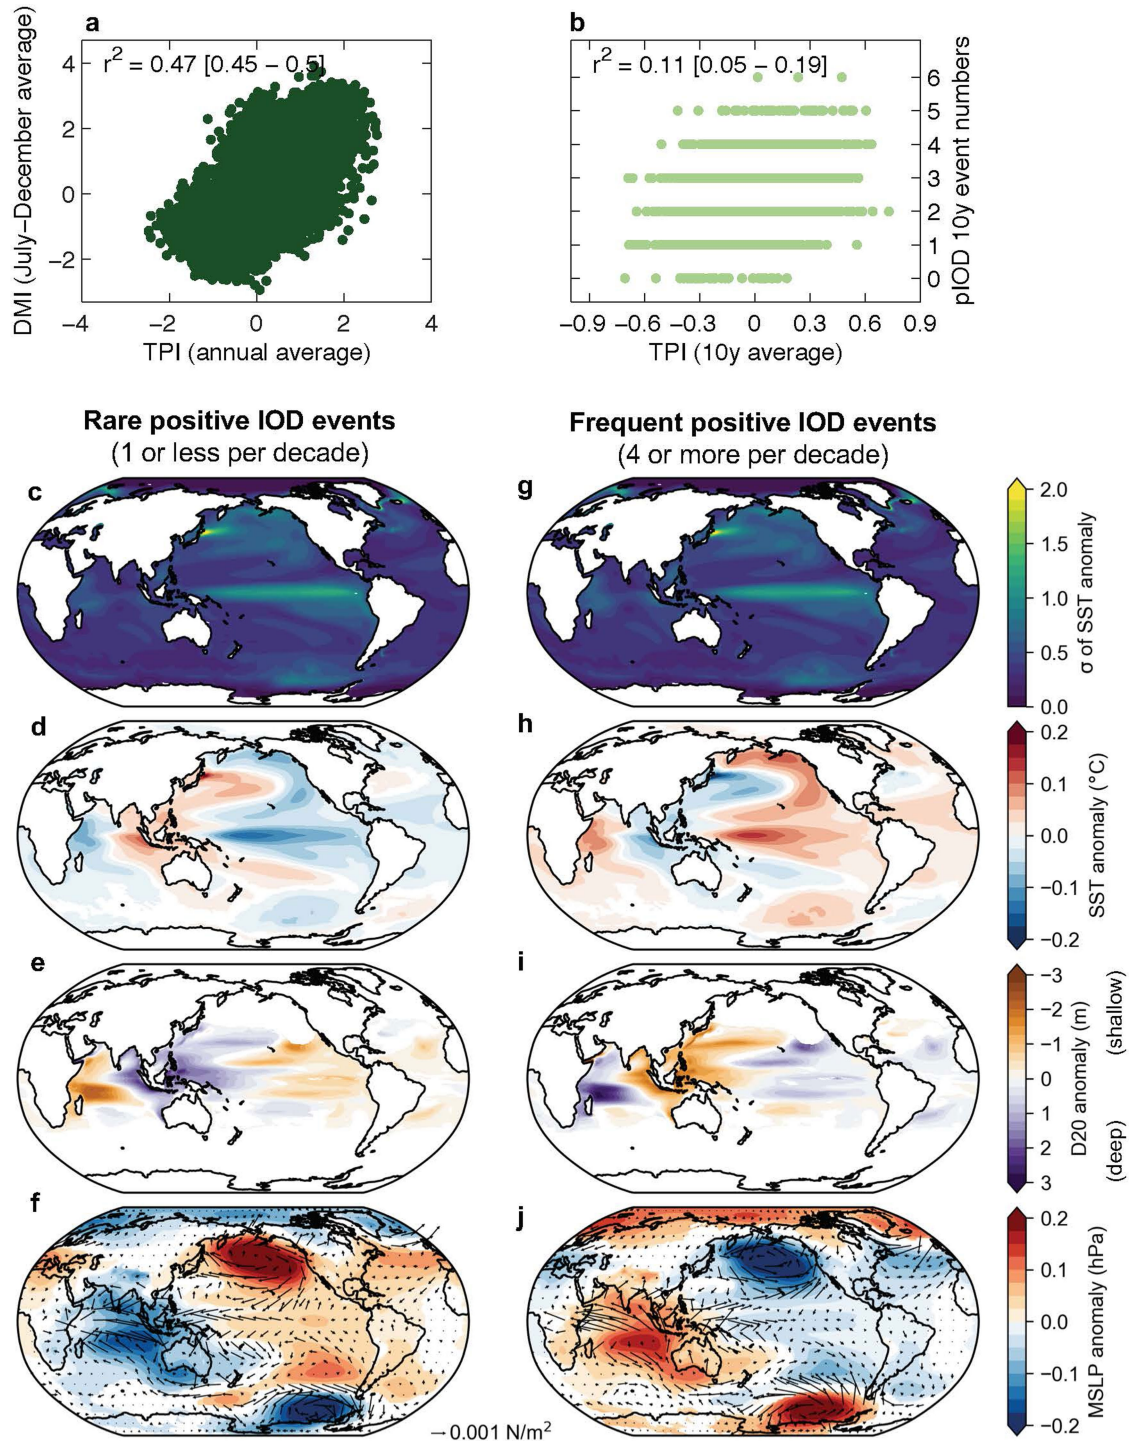 a
r² = 0.47 [0.45 – 0.5]
DMI (July–December average)
4
2
0
−2
−4
−2
0
2
4
TPI (annual average)
b
r² = 0.11 [0.05 – 0.19]
6
5
4
3
2
1
0
pIOD 10y event numbers
−0.9
−0.6
−0.3
0
0.3
0.6
0.9
TPI (10y average)
Rare positive IOD events
(1 or less per decade)
Frequent positive IOD events
(4 or more per decade)
c
g
2.0
1.5
1.0
0.5
0.0
σ of SST anomaly
d
h
0.2
0.1
0.0
−0.1
−0.2
SST anomaly (°C)
e
i
−3
−2
−1
0
1
2
3
D20 anomaly (m)
(shallow)
(deep)
f
j
0.2
0.1
0.0
−0.1
−0.2
MSLP anomaly (hPa)
→0.001 N/m²